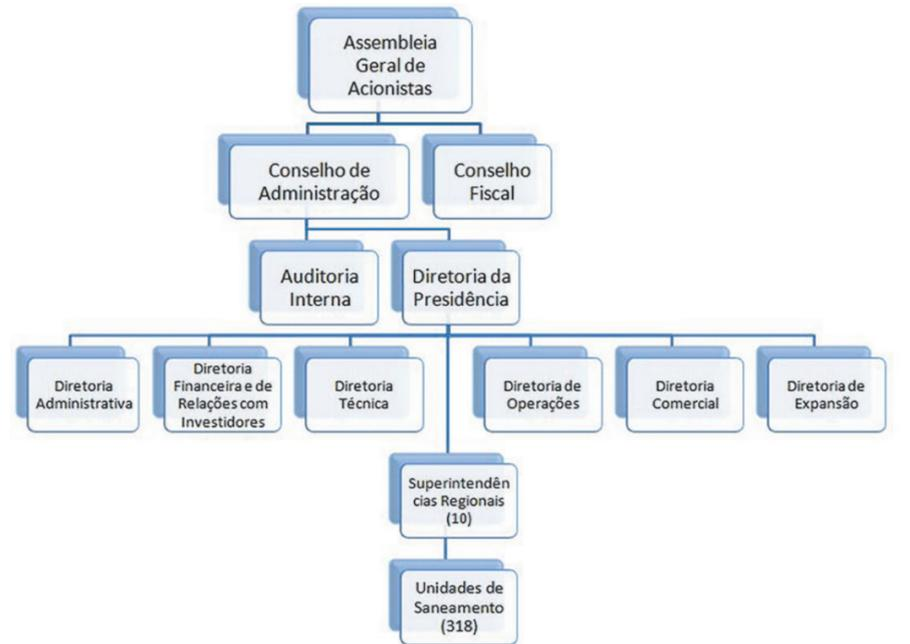 Assembleia
Geral de
Acionistas
Conselho de
Administração
Conselho
Fiscal
Auditoria
Interna
Diretoria da
Presidência
Diretoria
Administrativa
Diretoria
Financeira e de
Relações com
Investidores
Diretoria
Técnica
Diretoria de
Operações
Diretoria
Comercial
Diretoria de
Expansão
Superintendên
cias Regionais
(10)
Unidades de
Saneamento
(318)